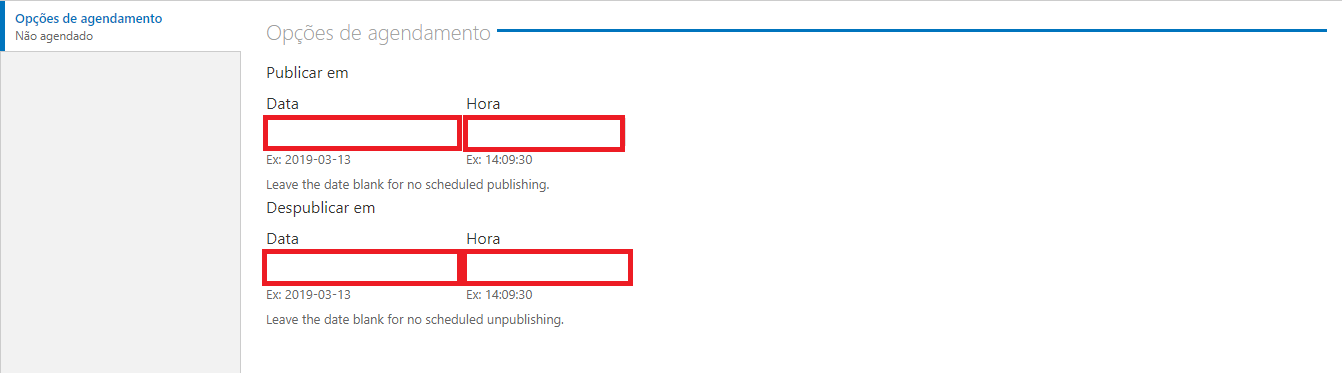 Opções de agendamento
Não agendado
Opções de agendamento
Publicar em
Data Hora
Ex: 2019-03-13 Ex: 14:09:30
Leave the date blank for no scheduled publishing.
Despublicar em
Data Hora
Ex: 2019-03-13 Ex: 14:09:30
Leave the date blank for no scheduled unpublishing.